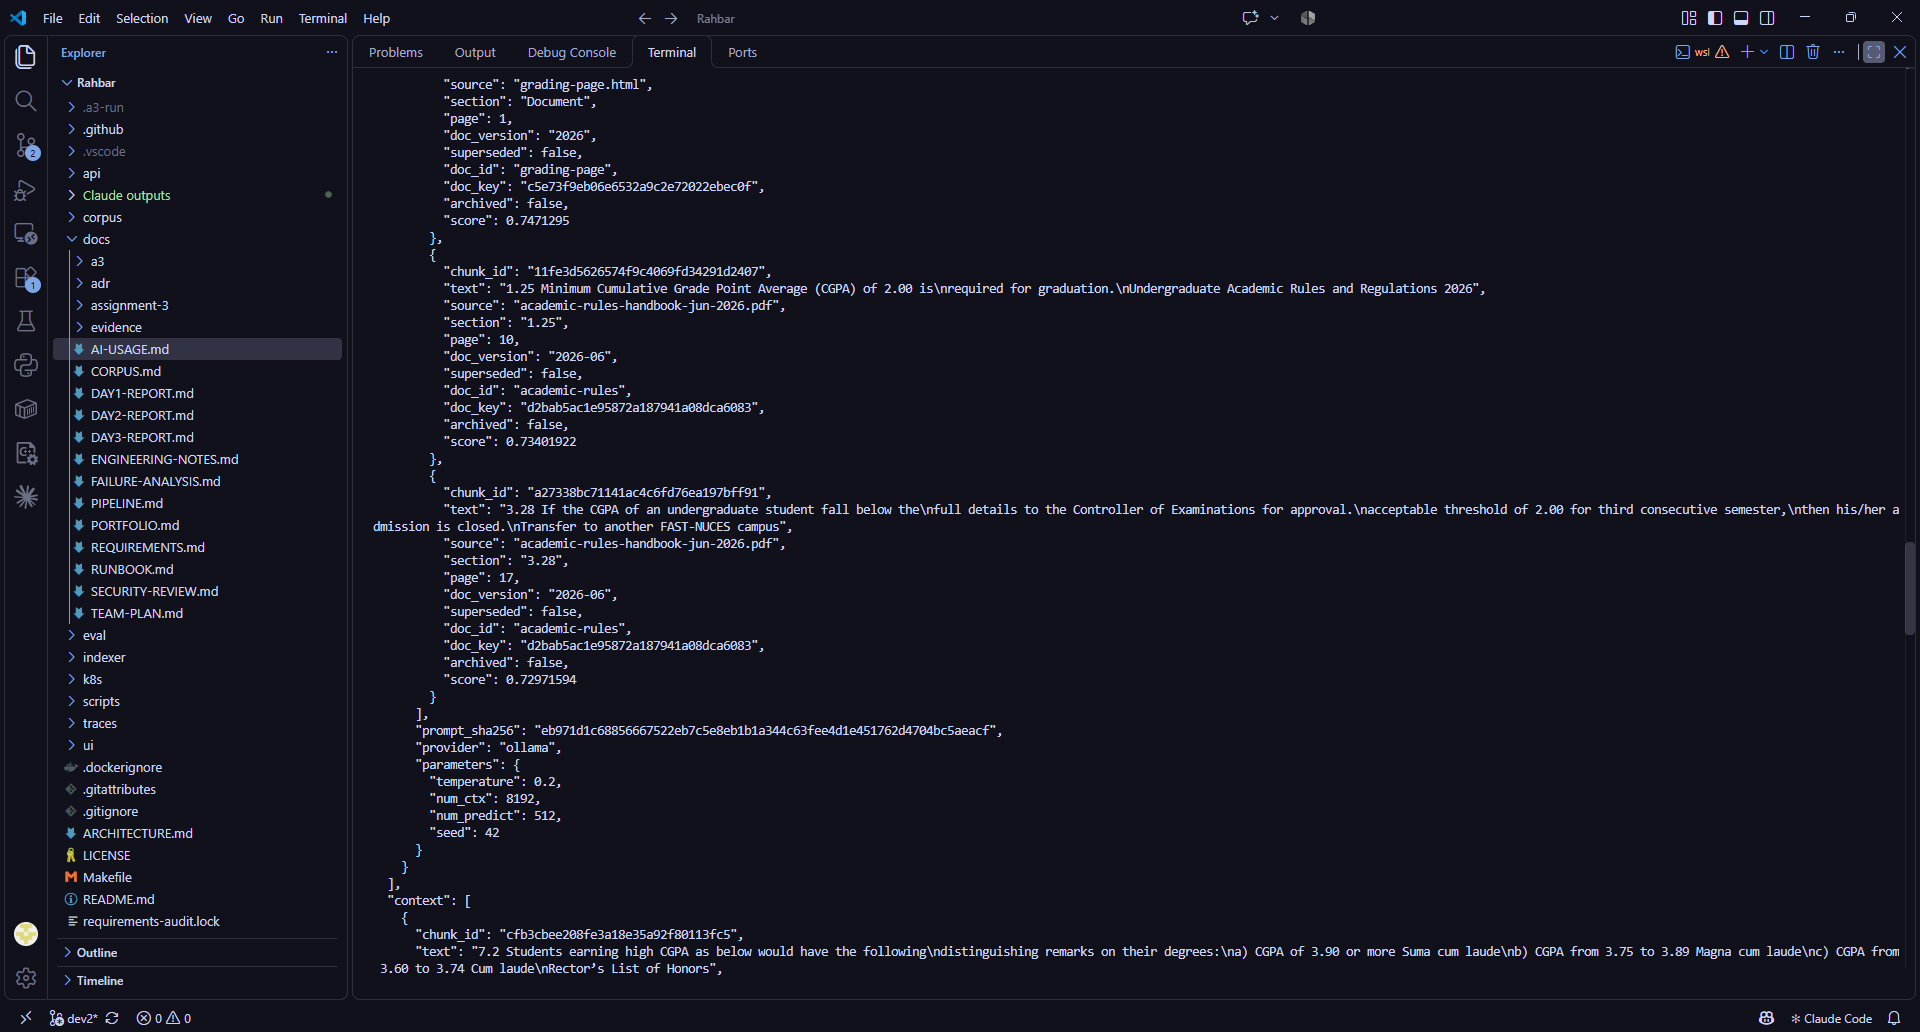 File Edit Selection View Go Run Terminal Help
Rahbar
Explorer
Rahbar
.a3-run
.github
.vscode
api
Claude outputs
corpus
docs
a3
adr
assignment-3
evidence
AI-USAGE.md
CORPUS.md
DAY1-REPORT.md
DAY2-REPORT.md
DAY3-REPORT.md
ENGINEERING-NOTES.md
FAILURE-ANALYSIS.md
PIPELINE.md
PORTFOLIO.md
REQUIREMENTS.md
RUNBOOK.md
SECURITY-REVIEW.md
TEAM-PLAN.md
eval
indexer
k8s
scripts
traces
ui
.dockerignore
.gitattributes
.gitignore
ARCHITECTURE.md
LICENSE
Makefile
README.md
requirements-audit.lock
Outline
Timeline
2
1
Problems Output Debug Console Terminal Ports
wsl
"source": "grading-page.html",
"section": "Document",
"page": 1,
"doc_version": "2026",
"superseded": false,
"doc_id": "grading-page",
"doc_key": "c5e73f9eb06e6532a9c2e72022ebec0f",
"archived": false,
"score": 0.7471295
},
{
"chunk_id": "11fe3d5626574f9c4069fd34291d2407",
"text": "1.25 Minimum Cumulative Grade Point Average (CGPA) of 2.00 is\nrequired for graduation.\nUndergraduate Academic Rules and Regulations 2026",
"source": "academic-rules-handbook-jun-2026.pdf",
"section": "1.25",
"page": 10,
"doc_version": "2026-06",
"superseded": false,
"doc_id": "academic-rules",
"doc_key": "d2bab5ac1e95872a187941a08dca6083",
"archived": false,
"score": 0.73401922
},
{
"chunk_id": "a27338bc71141ac4c6fd76ea197bff91",
"text": "3.28 If the CGPA of an undergraduate student fall below the\nfull details to the Controller of Examinations for approval.\nacceptable threshold of 2.00 for third consecutive semester,\nthen his/her a
dmission is closed.\nTransfer to another FAST-NUCES campus",
"source": "academic-rules-handbook-jun-2026.pdf",
"section": "3.28",
"page": 17,
"doc_version": "2026-06",
"superseded": false,
"doc_id": "academic-rules",
"doc_key": "d2bab5ac1e95872a187941a08dca6083",
"archived": false,
"score": 0.72971594
}
],
"prompt_sha256": "eb971d1c68856667522eb7c5e8eb1b1a344c63fee4d1e451762d4704bc5aeacf",
"provider": "ollama",
"parameters": {
"temperature": 0.2,
"num_ctx": 8192,
"num_predict": 512,
"seed": 42
}
}
],
"context": [
{
"chunk_id": "cfb3cbee208fe3a18e35a92f80113fc5",
"text": "7.2 Students earning high CGPA as below would have the following\ndistinguishing remarks on their degrees:\na) CGPA of 3.90 or more Suma cum laude\nb) CGPA from 3.75 to 3.89 Magna cum laude\nc) CGPA from
3.60 to 3.74 Cum laude\nRector’s List of Honors",
dev2* 0 0
Claude Code